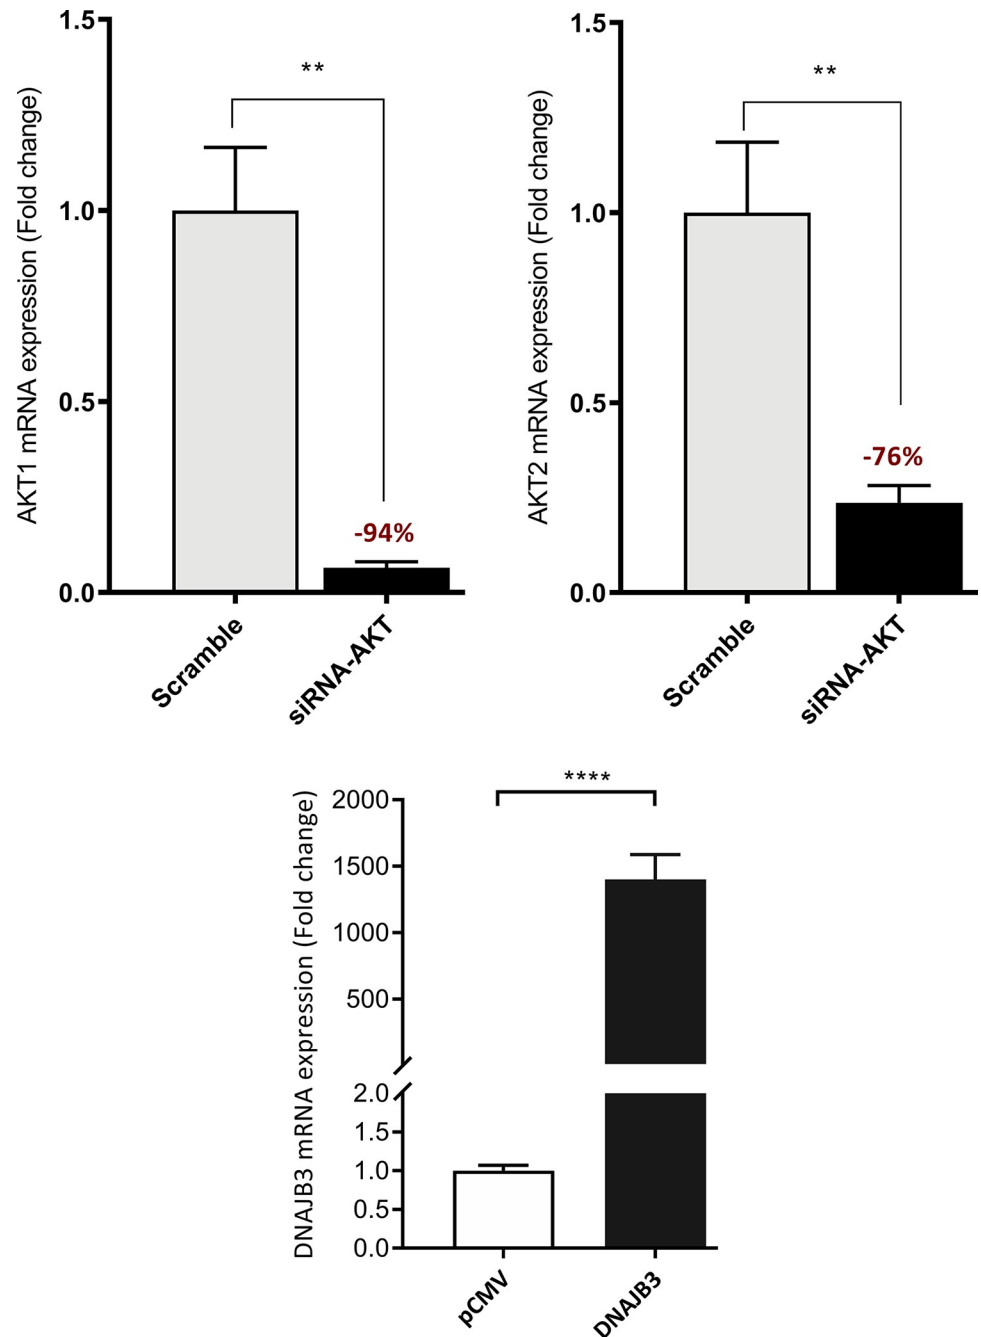 AKT1 mRNA expression (Fold change)
1.5
1.0
0.5
0.0
**
-94%
Scramble
siRNA-AKT
AKT2 mRNA expression (Fold change)
1.5
1.0
0.5
0.0
**
-76%
Scramble
siRNA-AKT
DNAJB3 mRNA expression (Fold change)
2000
1500
1000
500
2.0
1.5
1.0
0.5
0.0
****
pCMV
DNAJB3